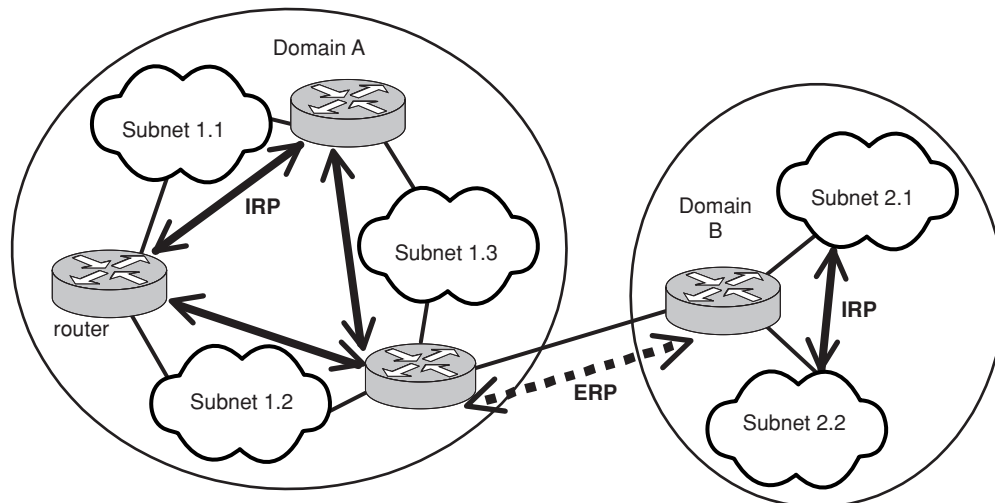 Domain A
Subnet 1.1
IRP
Subnet 2.1
Domain
B
Subnet 1.3
router
IRP
ERP
Subnet 1.2
Subnet 2.2